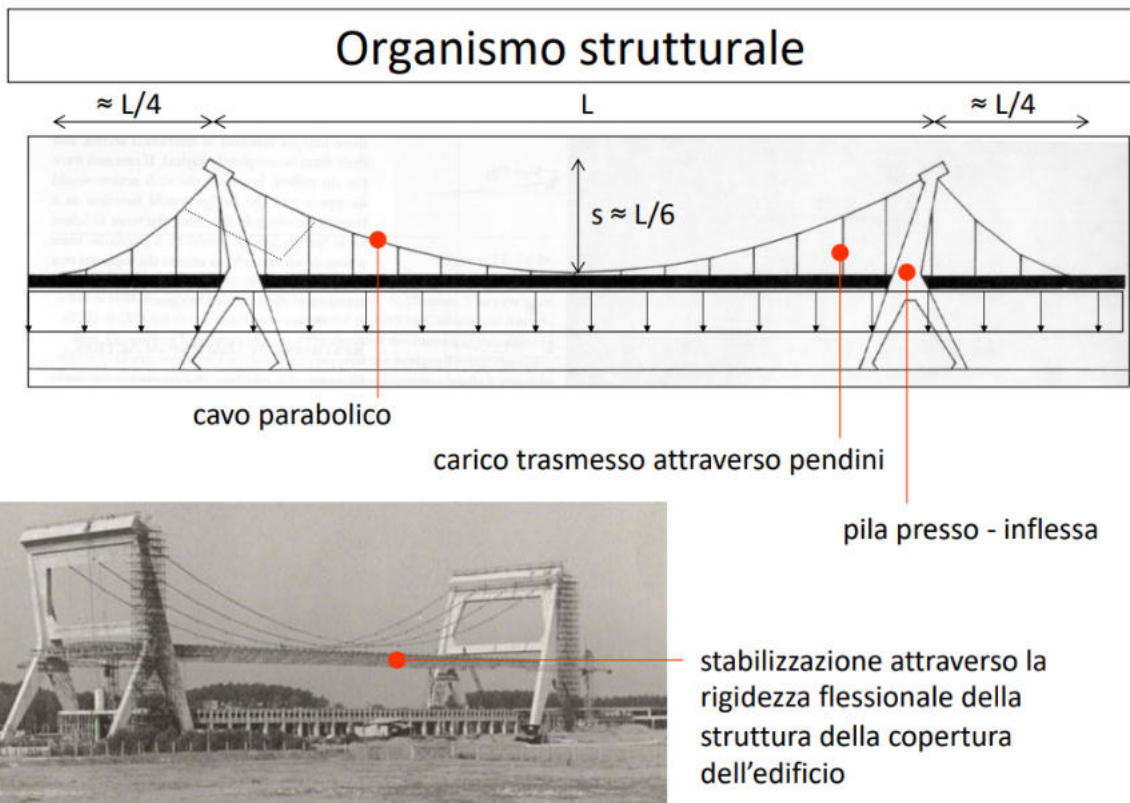 Organismo strutturale
≈ L/4
L
≈ L/4
s ≈ L/6
cavo parabolico
carico trasmesso attraverso pendini
pila presso - inflessa
stabilizzazione attraverso la
rigidezza flessionale della
struttura della copertura
dell'edificio